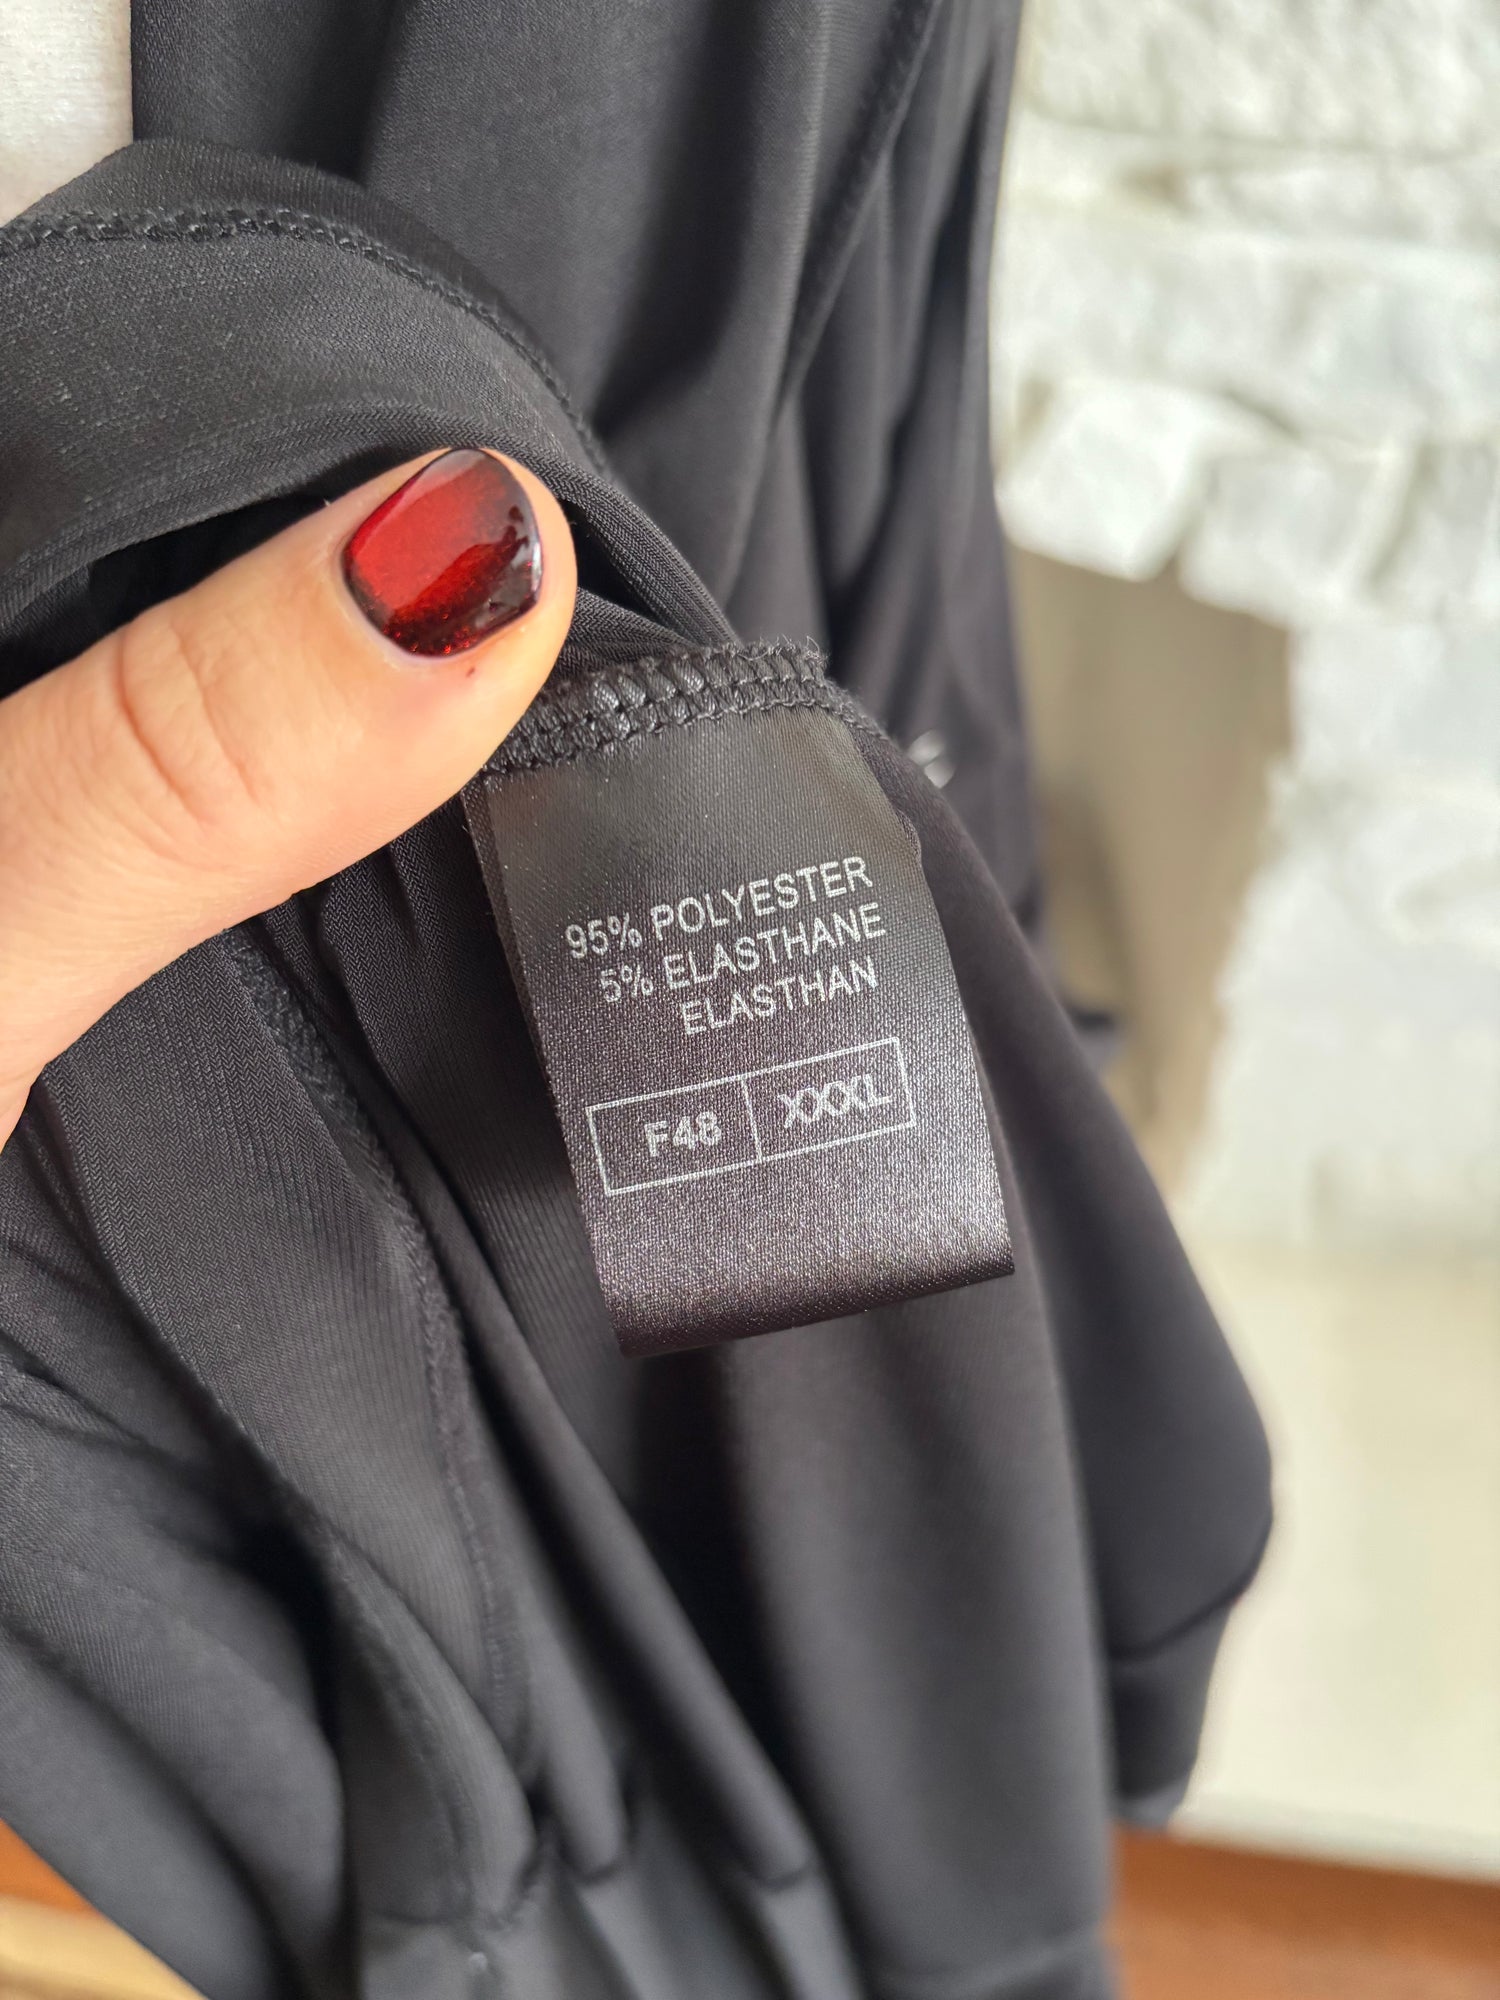 95% POLYESTER
5% ELASTHANE
ELASTHAN
F48 XXXL